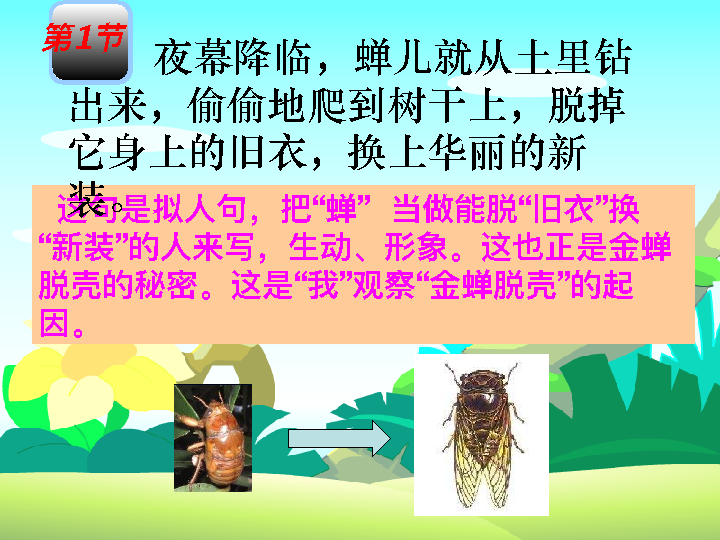 第1节
夜幕降临，蝉儿就从土里钻
出来，偷偷地爬到树干上，脱掉
它身上的旧衣，换上华丽的新
装。
这句是拟人句，把“蝉” 当做能脱“旧衣”换
“新装”的人来写，生动、形象。这也正是金蝉
脱壳的秘密。这是“我”观察“金蝉脱壳”的起
因。